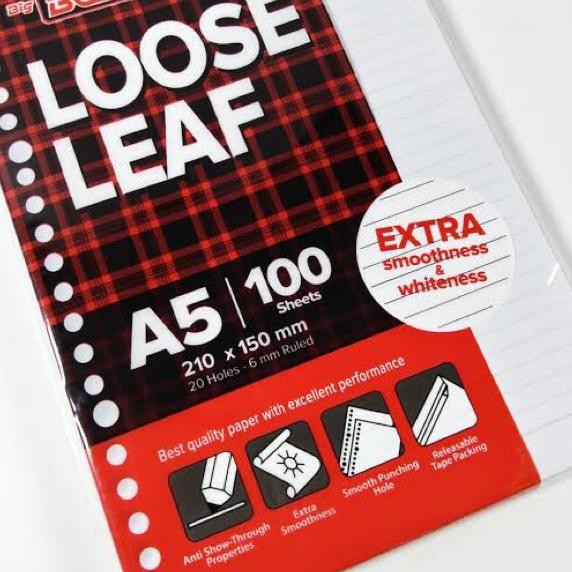 Big
LOOSE
LEAF
EXTRA
smoothness
&
whiteness
A5 | 100
Sheets
210 x 150 mm
20 Holes - 6 mm Ruled
Best quality paper with excellent performance
Anti Show-Through
Properties
Extra
Smoothness
Smooth Punching
Hole
Releasable
Tape Packing